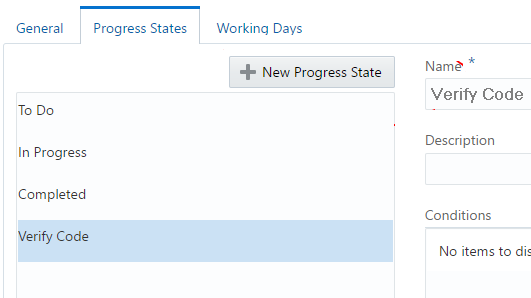 General
Progress States
Working Days
New Progress State
To Do
In Progress
Completed
Verify Code
Name *
Verify Code
Description
Conditions
No items to dis